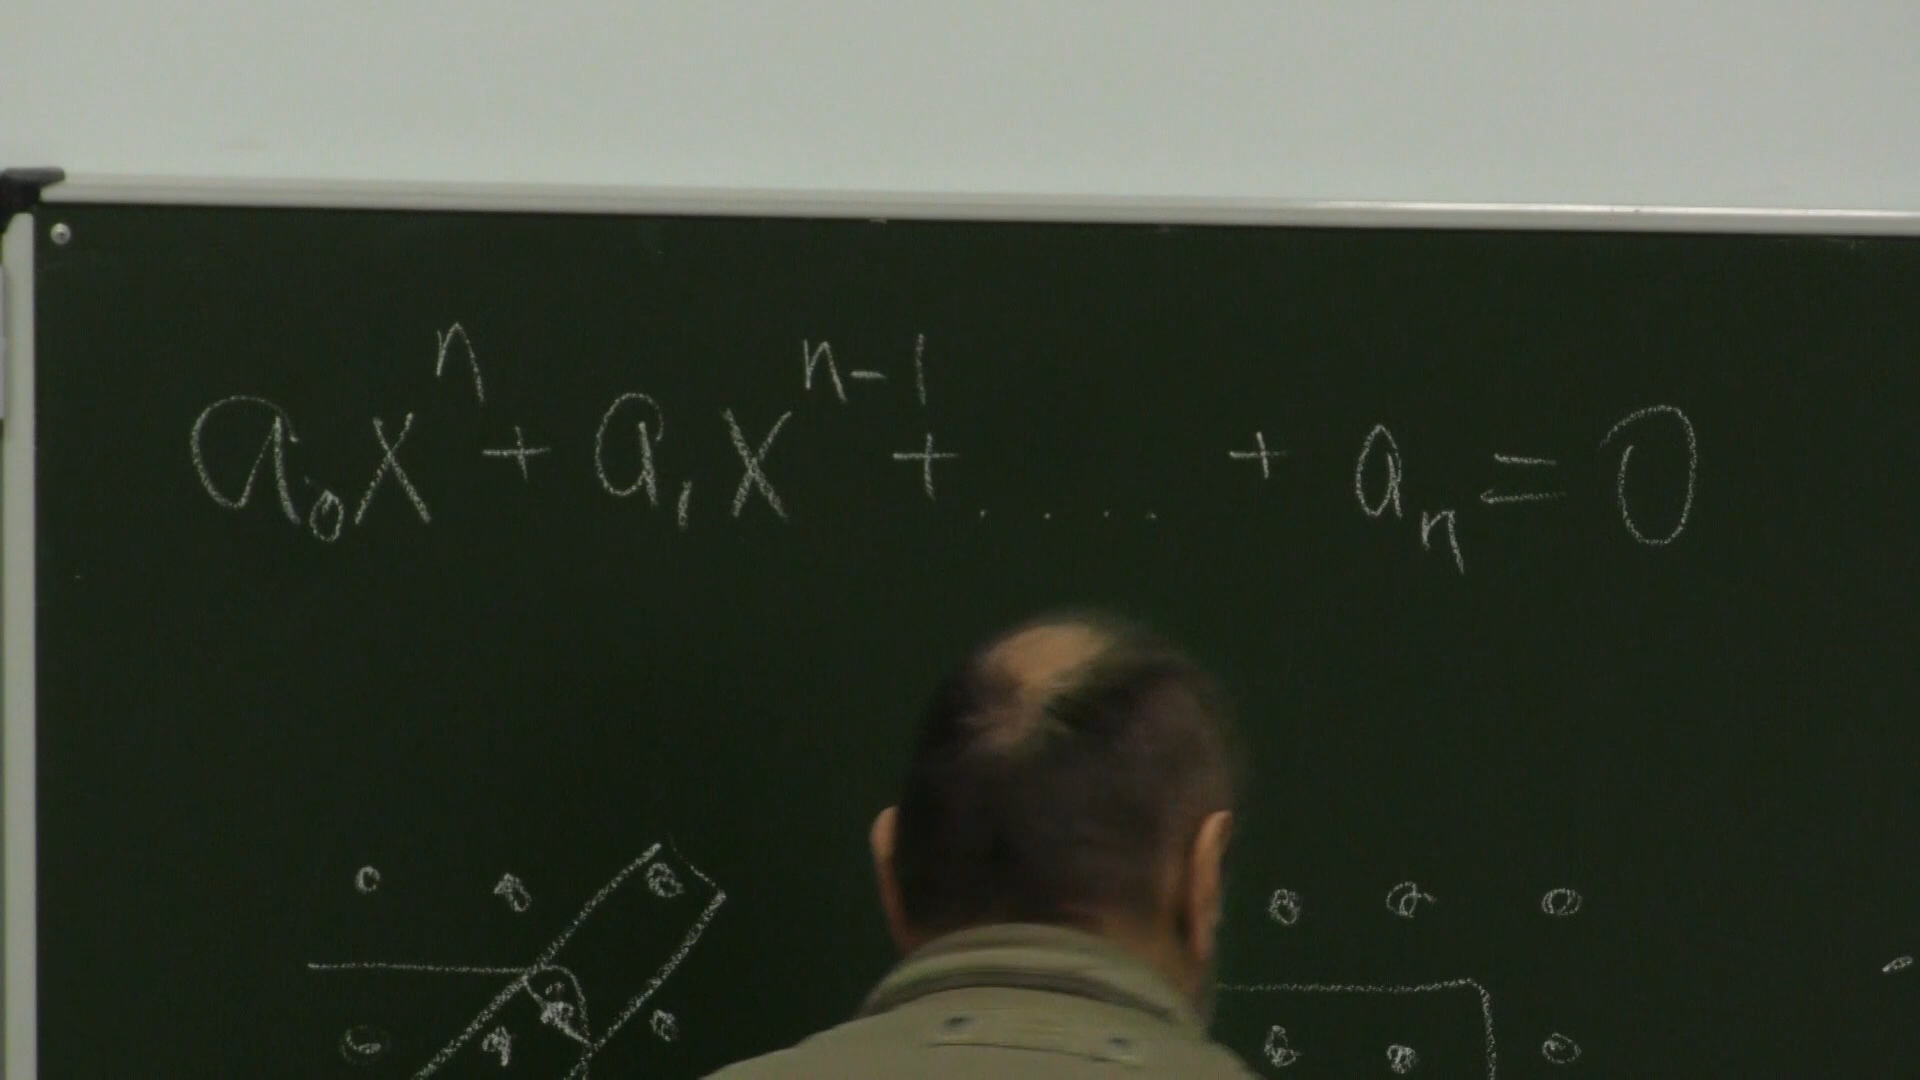 a₀xⁿ + a₁xⁿ⁻¹ + .... + aₙ = 0